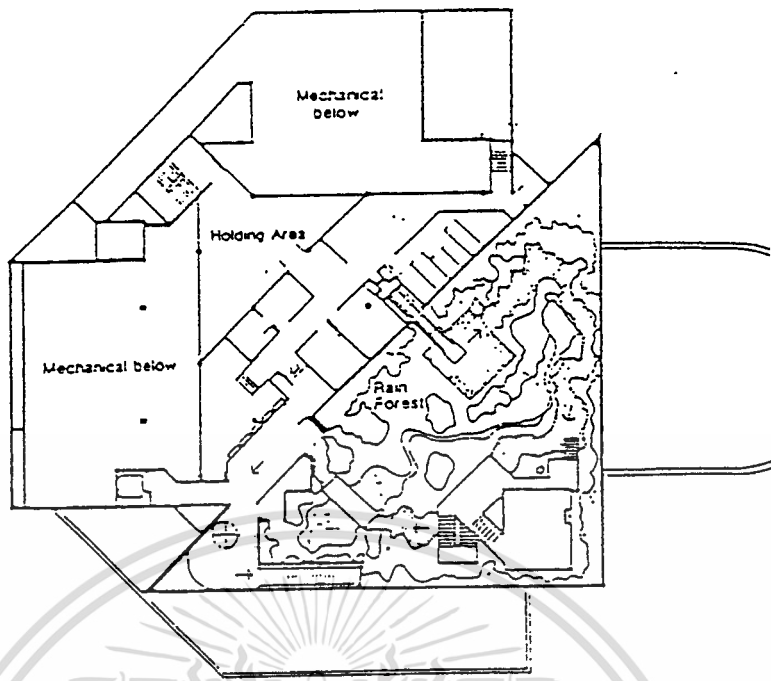 Mechanical
below
Holding Area
Mechanical below
Rain
Forest